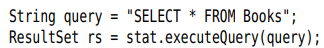 String query = "SELECT * FROM Books";
ResultSet rs = stat.executeQuery(query);